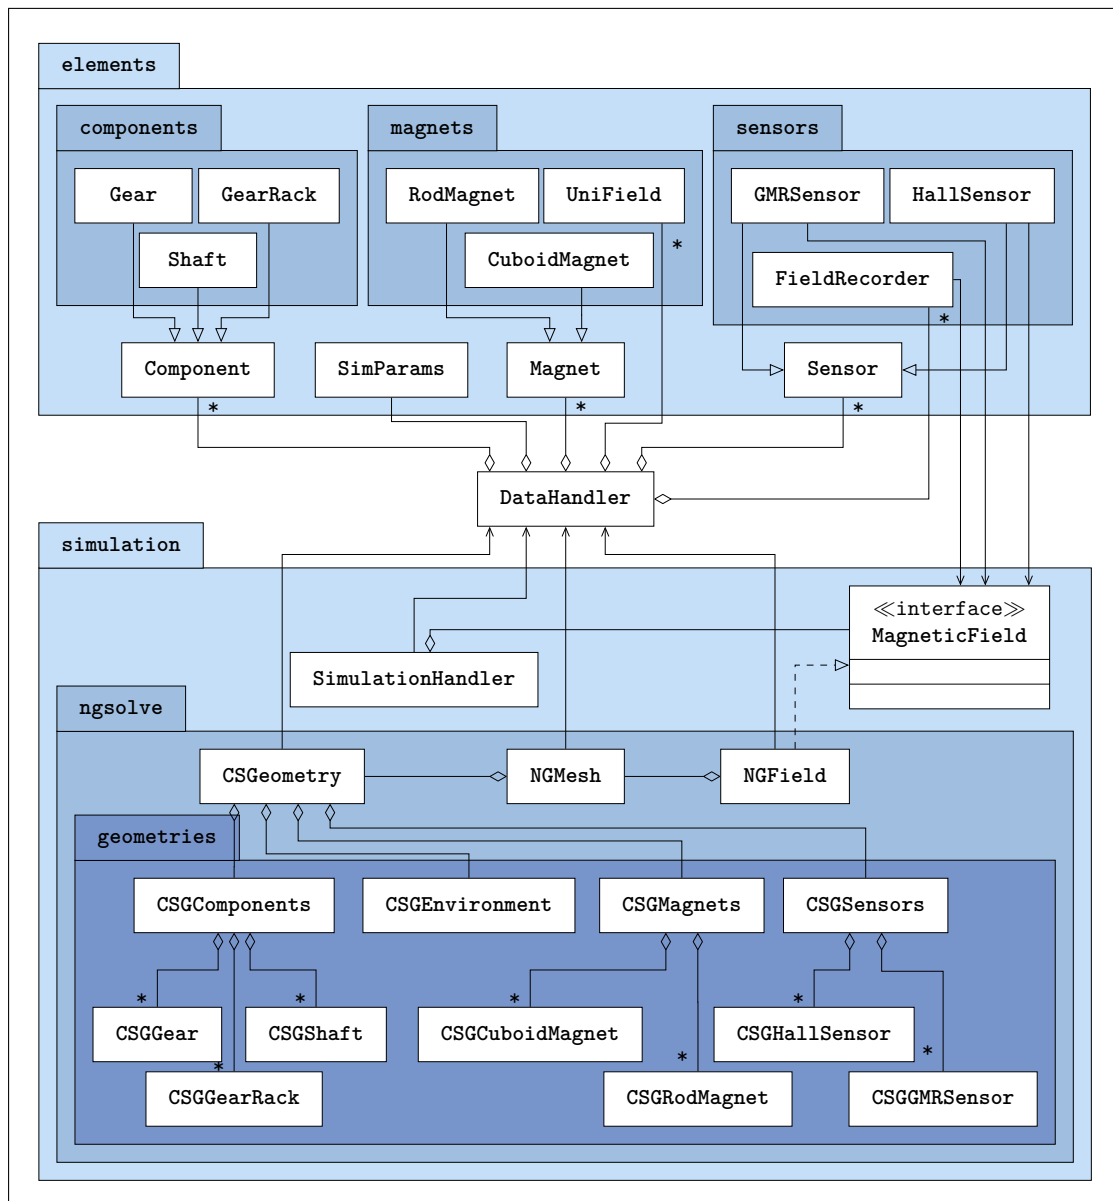 elements
components
magnets
sensors
Gear
GearRack
RodMagnet
UniField
GMRSensor
HallSensor
*
Shaft
CuboidMagnet
FieldRecorder
*
Component
SimParams
Magnet
Sensor
*
*
*
DataHandler
simulation
≪interface≫
MagneticField
SimulationHandler
ngsolve
CSGeometry
NGMesh
NGField
geometries
CSGComponents
CSGEnvironment
CSGMagnets
CSGSensors
*
*
*
*
CSGGear
CSGShaft
CSGCuboidMagnet
CSGHallSensor
*
*
*
CSGGearRack
CSGRodMagnet
CSGGMRSensor